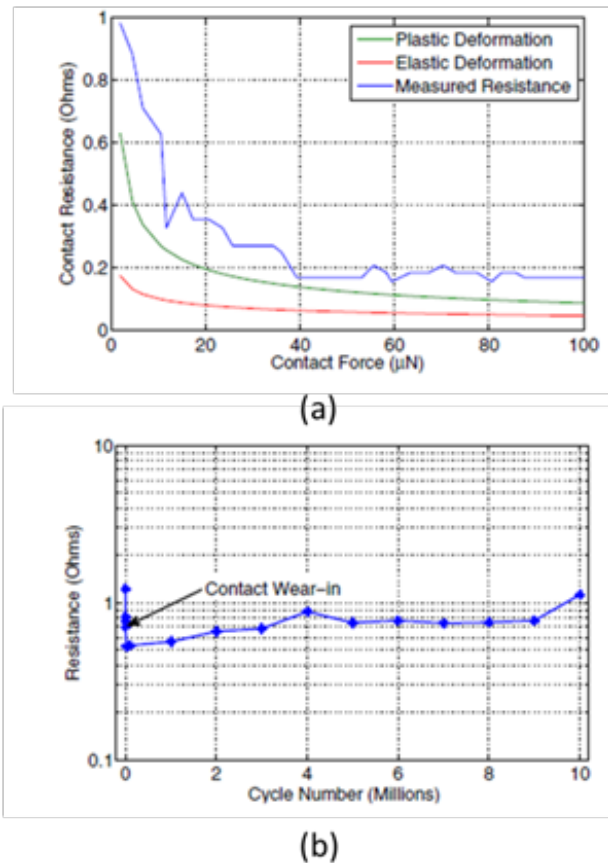 1
0.8
0.6
0.4
0.2
0
Contact Resistance (Ohms)
Plastic Deformation
Elastic Deformation
Measured Resistance
0 20 40 60 80 100
Contact Force (μN)
(a)
10
1
0.1
Resistance (Ohms)
Contact Wear-in
0 2 4 6 8 10
Cycle Number (Millions)
(b)